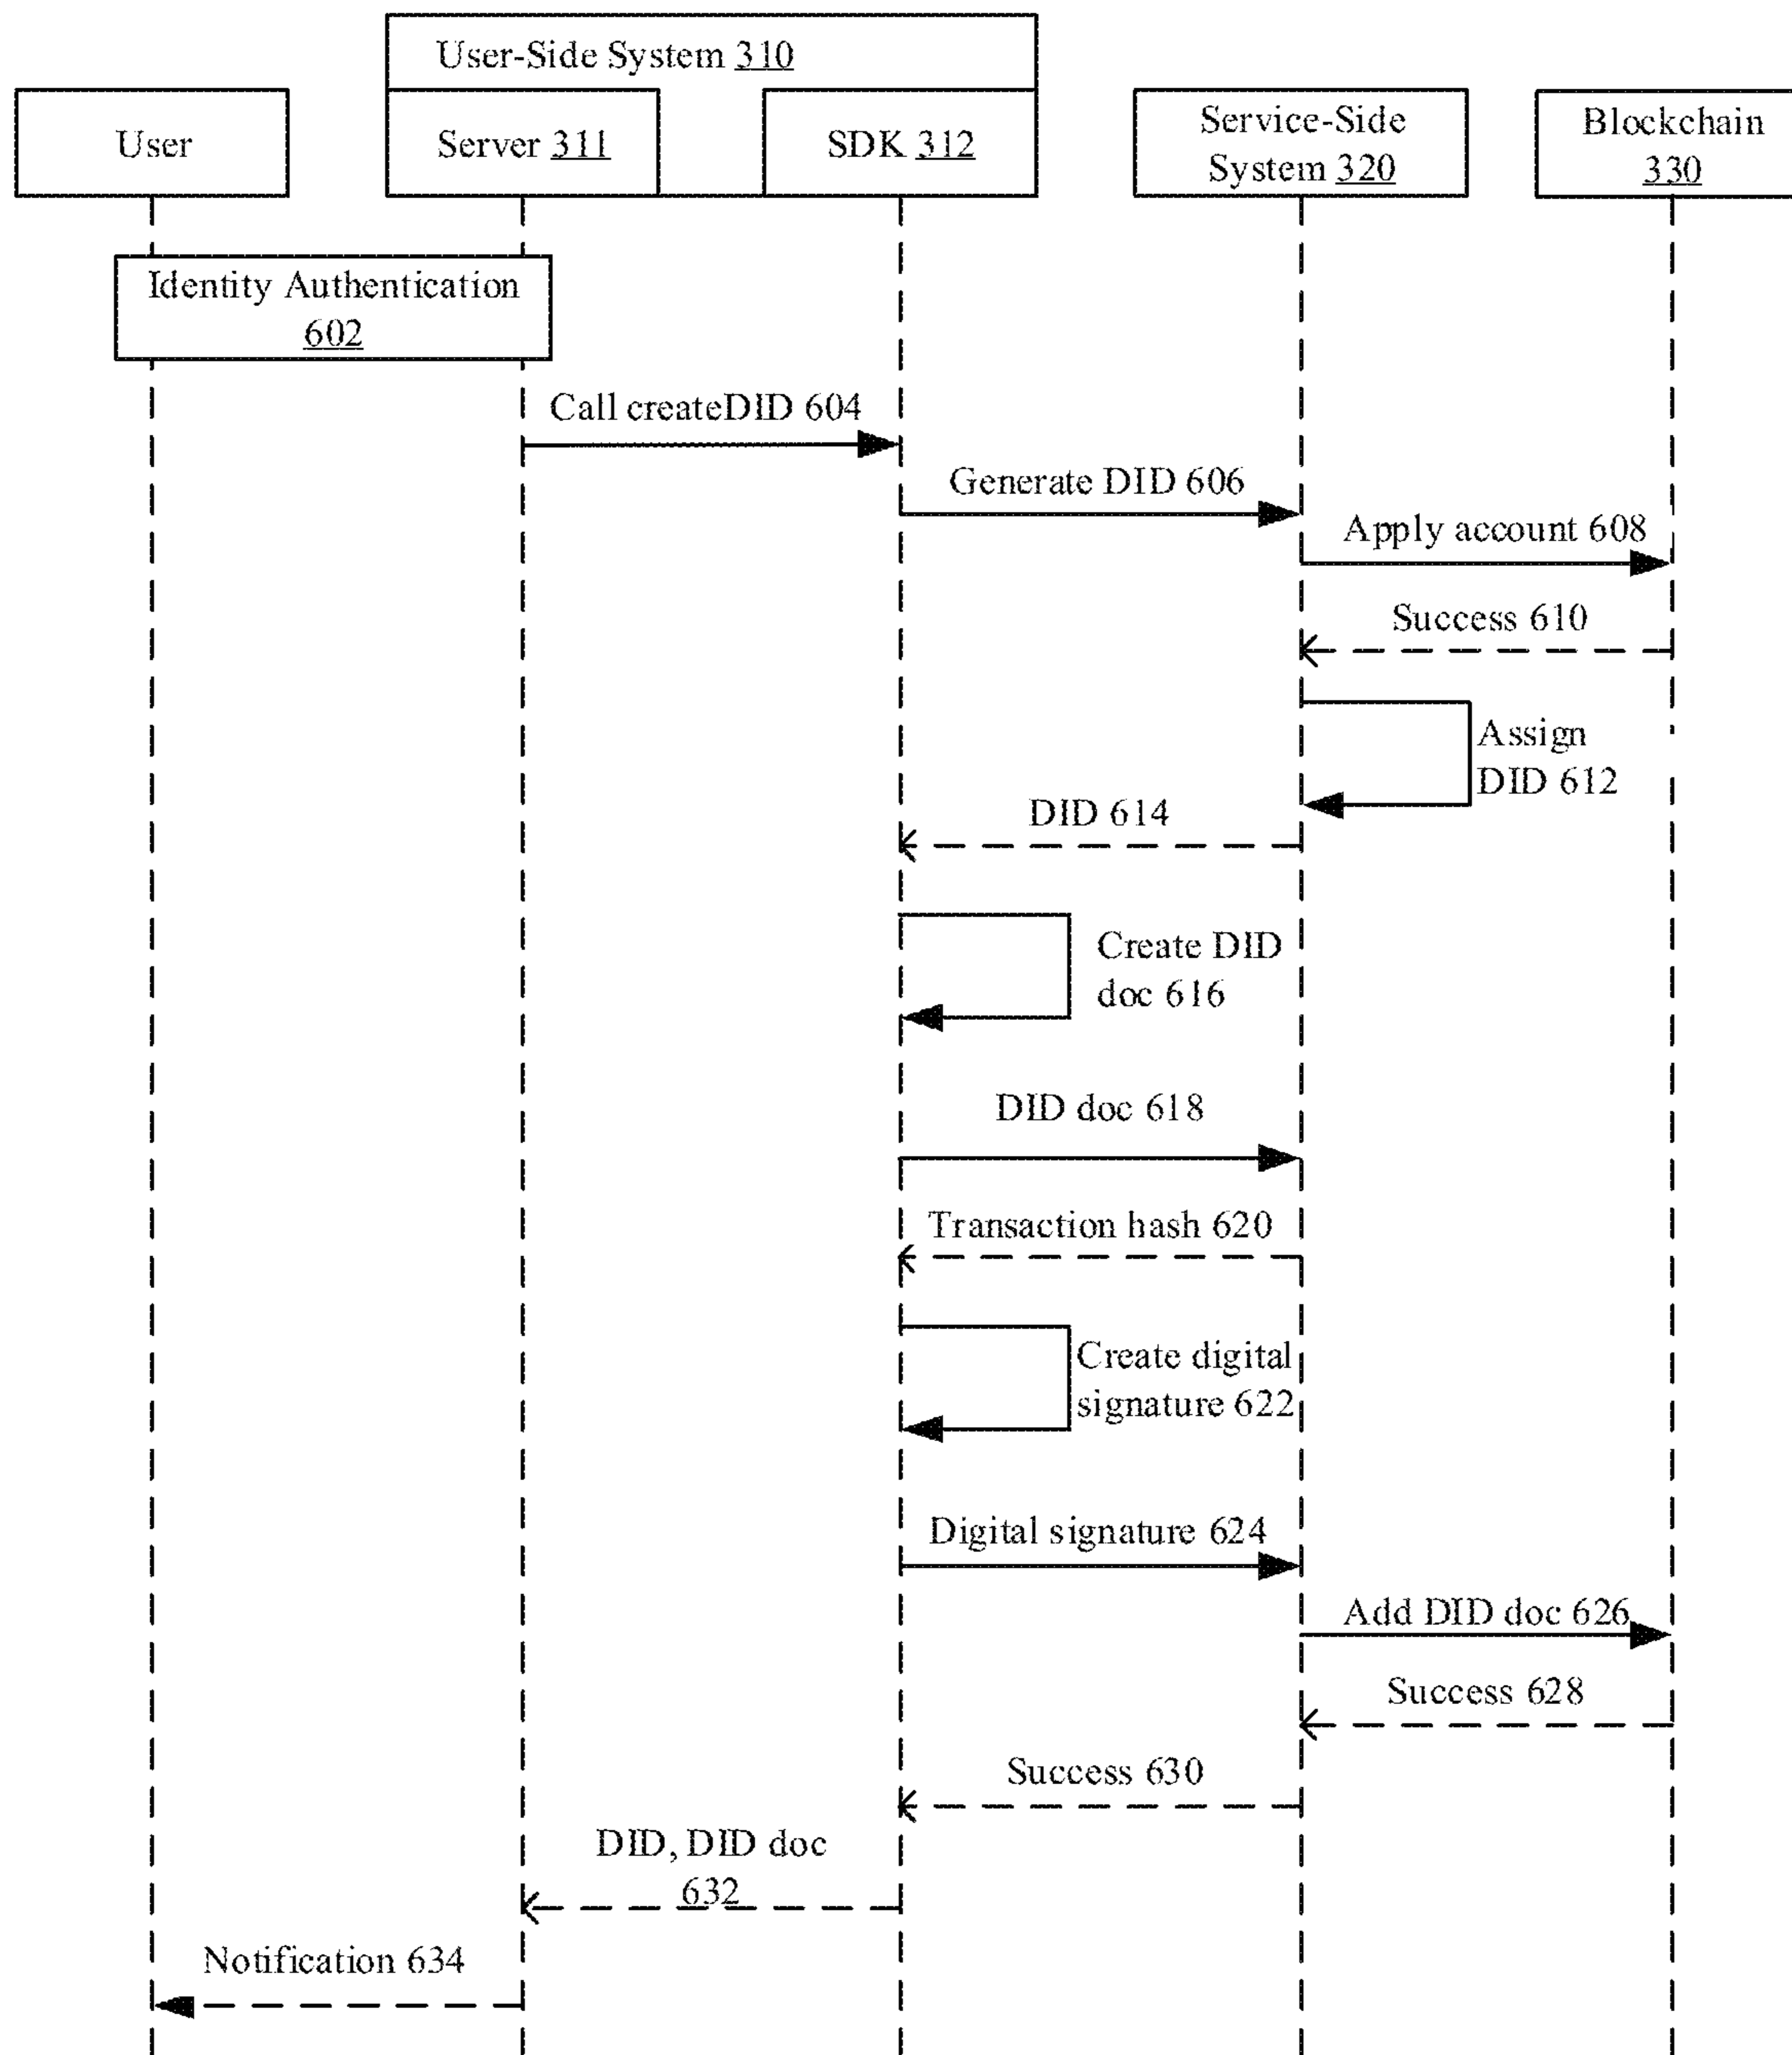 User-Side System 310
User
Server 311
SDK 312
Service-Side
System 320
Blockchain
330
Identity Authentication
602
Call createDID 604
Generate DID 606
Apply account 608
Success 610
Assign
DID 612
DID 614
Create DID
doc 616
DID doc 618
Transaction hash 620
Create digital
signature 622
Digital signature 624
Add DID doc 626
Success 628
Success 630
DID, DID doc
632
Notification 634